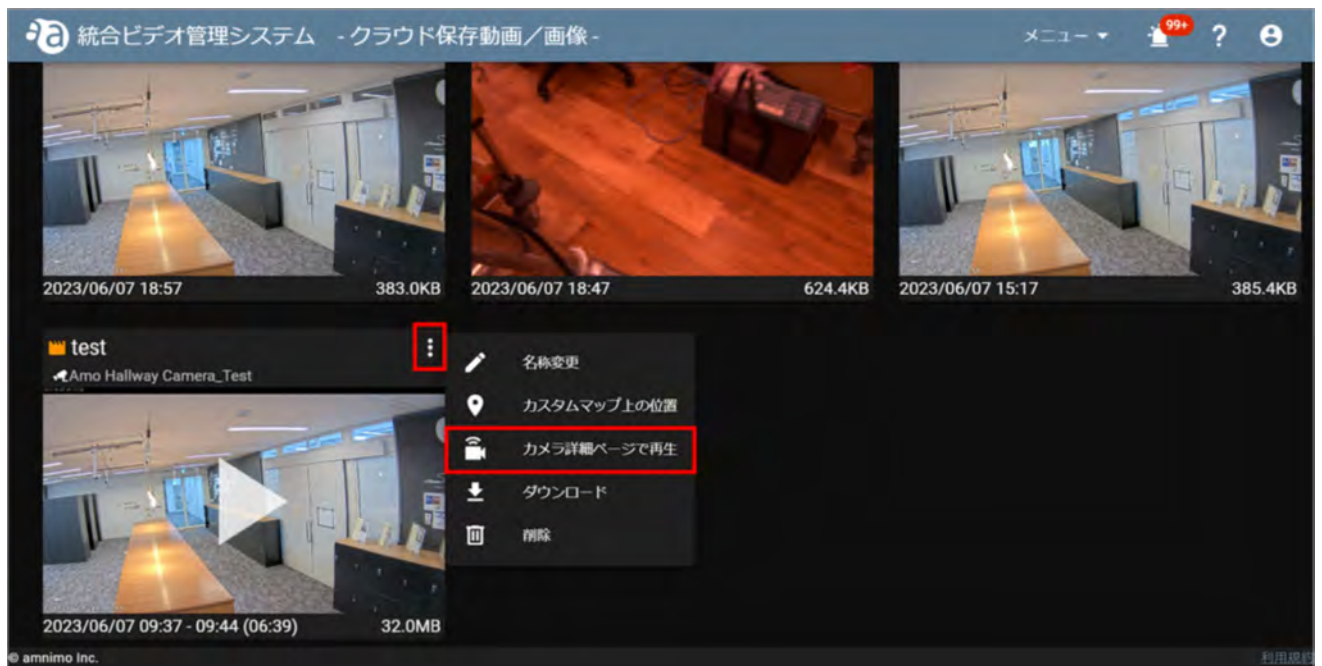 統合ビデオ管理システム - クラウド保存動画／画像 -
メニュー
99+
?
2023/06/07 18:57 383.0KB
2023/06/07 18:47 624.4KB
2023/06/07 15:17 385.4KB
test
Amo Hallway Camera_Test
名称変更
カスタムマップ上の位置
カメラ詳細ページで再生
ダウンロード
削除
2023/06/07 09:37 - 09:44 (06:39) 32.0MB
© amnimo Inc.
利用規約